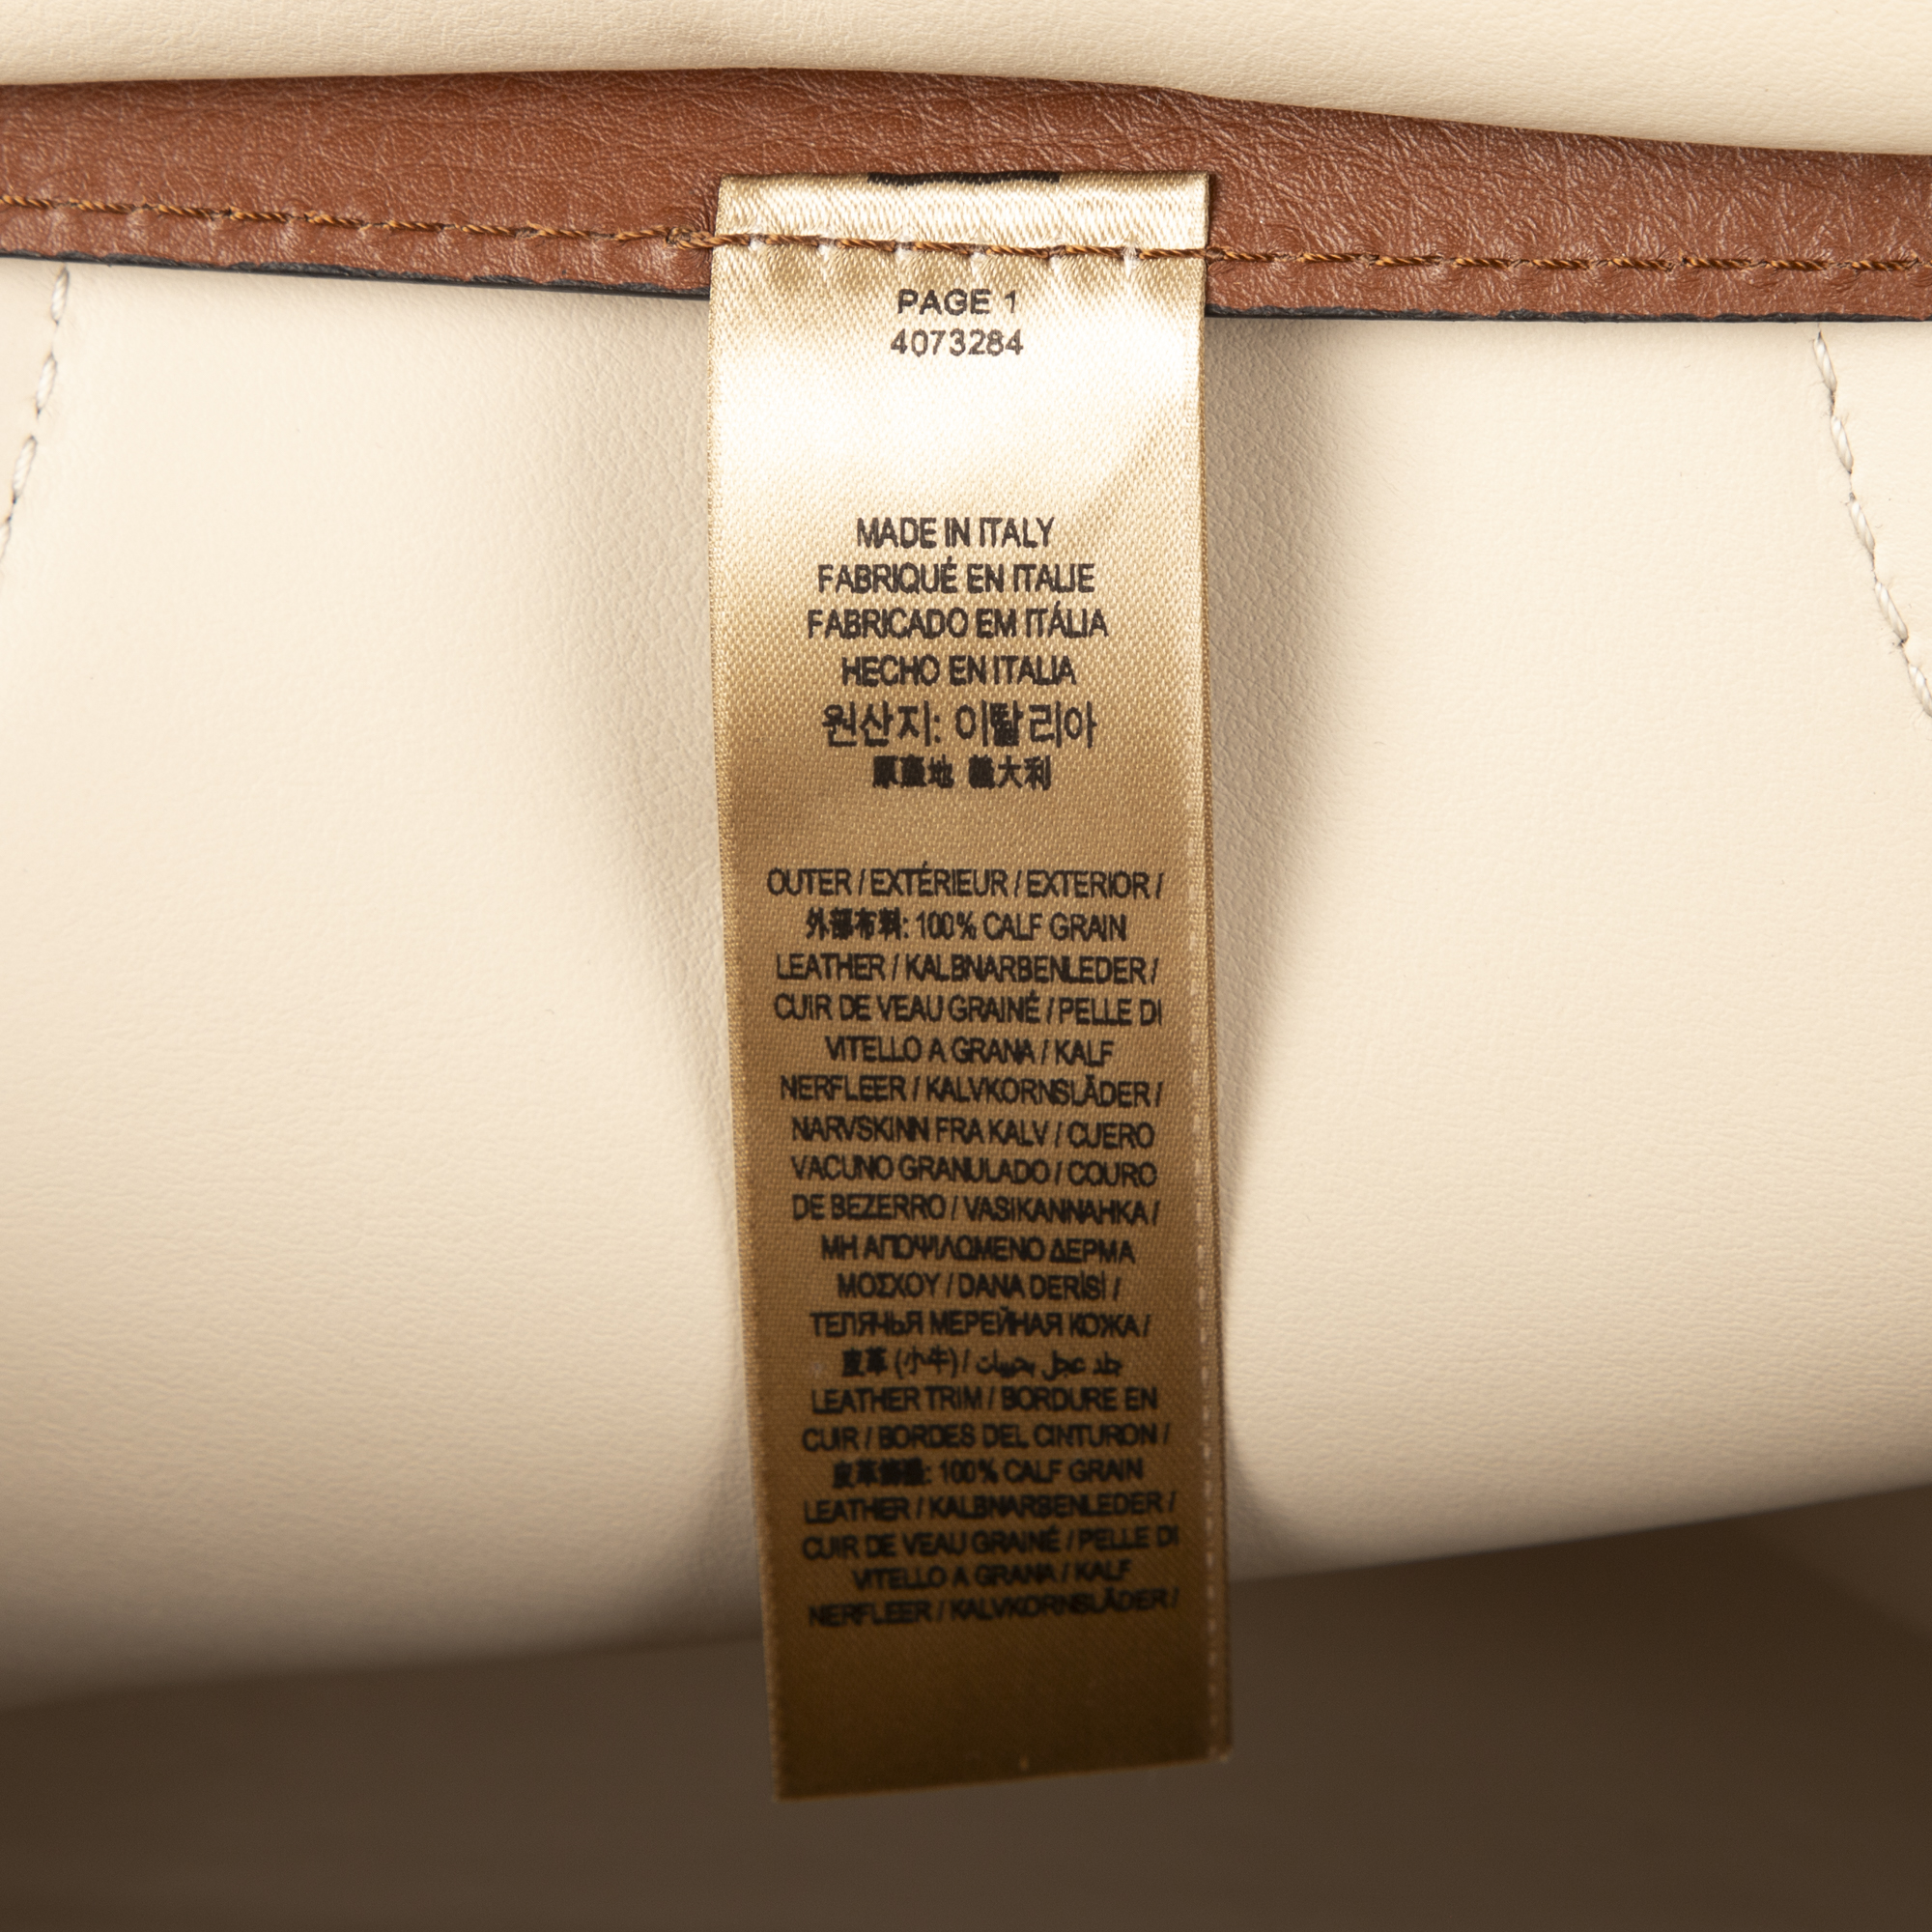 PAGE 1
4073284
MADE IN ITALY
FABRIQUÉ EN ITALIE
FABRICADO EM ITÁLIA
HECHO EN ITALIA
원산지: 이탈리아
原產地 義大利
OUTER / EXTÉRIEUR / EXTERIOR /
外部布料: 100% CALF GRAIN
LEATHER / KALBNARBENLEDER /
CUIR DE VEAU GRAINÉ / PELLE DI
VITELLO A GRANA / KALF
NERFLEER / KALVKORNSLÄDER /
NARVSKINN FRA KALV / CUERO
VACUNO GRANULADO / COURO
DE BEZERRO / VASIKANNAHKA /
ΜΗ ΑΠΟΨΙΛΩΜΕΝΟ ΔΕΡΜΑ
ΜΟΣΧΟΥ / DANA DERİSİ /
ТЕЛЯЧЬЯ МЕРЕЙНАЯ КОЖА /
皮革 (小牛) / جلد عجل بحبيبات
LEATHER TRIM / BORDURE EN
CUIR / BORDES DEL CINTURON /
100% CALF GRAIN
LEATHER / KALBNARBENLEDER /
CUIR DE VEAU GRAINÉ / PELLE DI
VITELLO A GRANA / KALF
NERFLEER / KALVKORNSLÄDER /